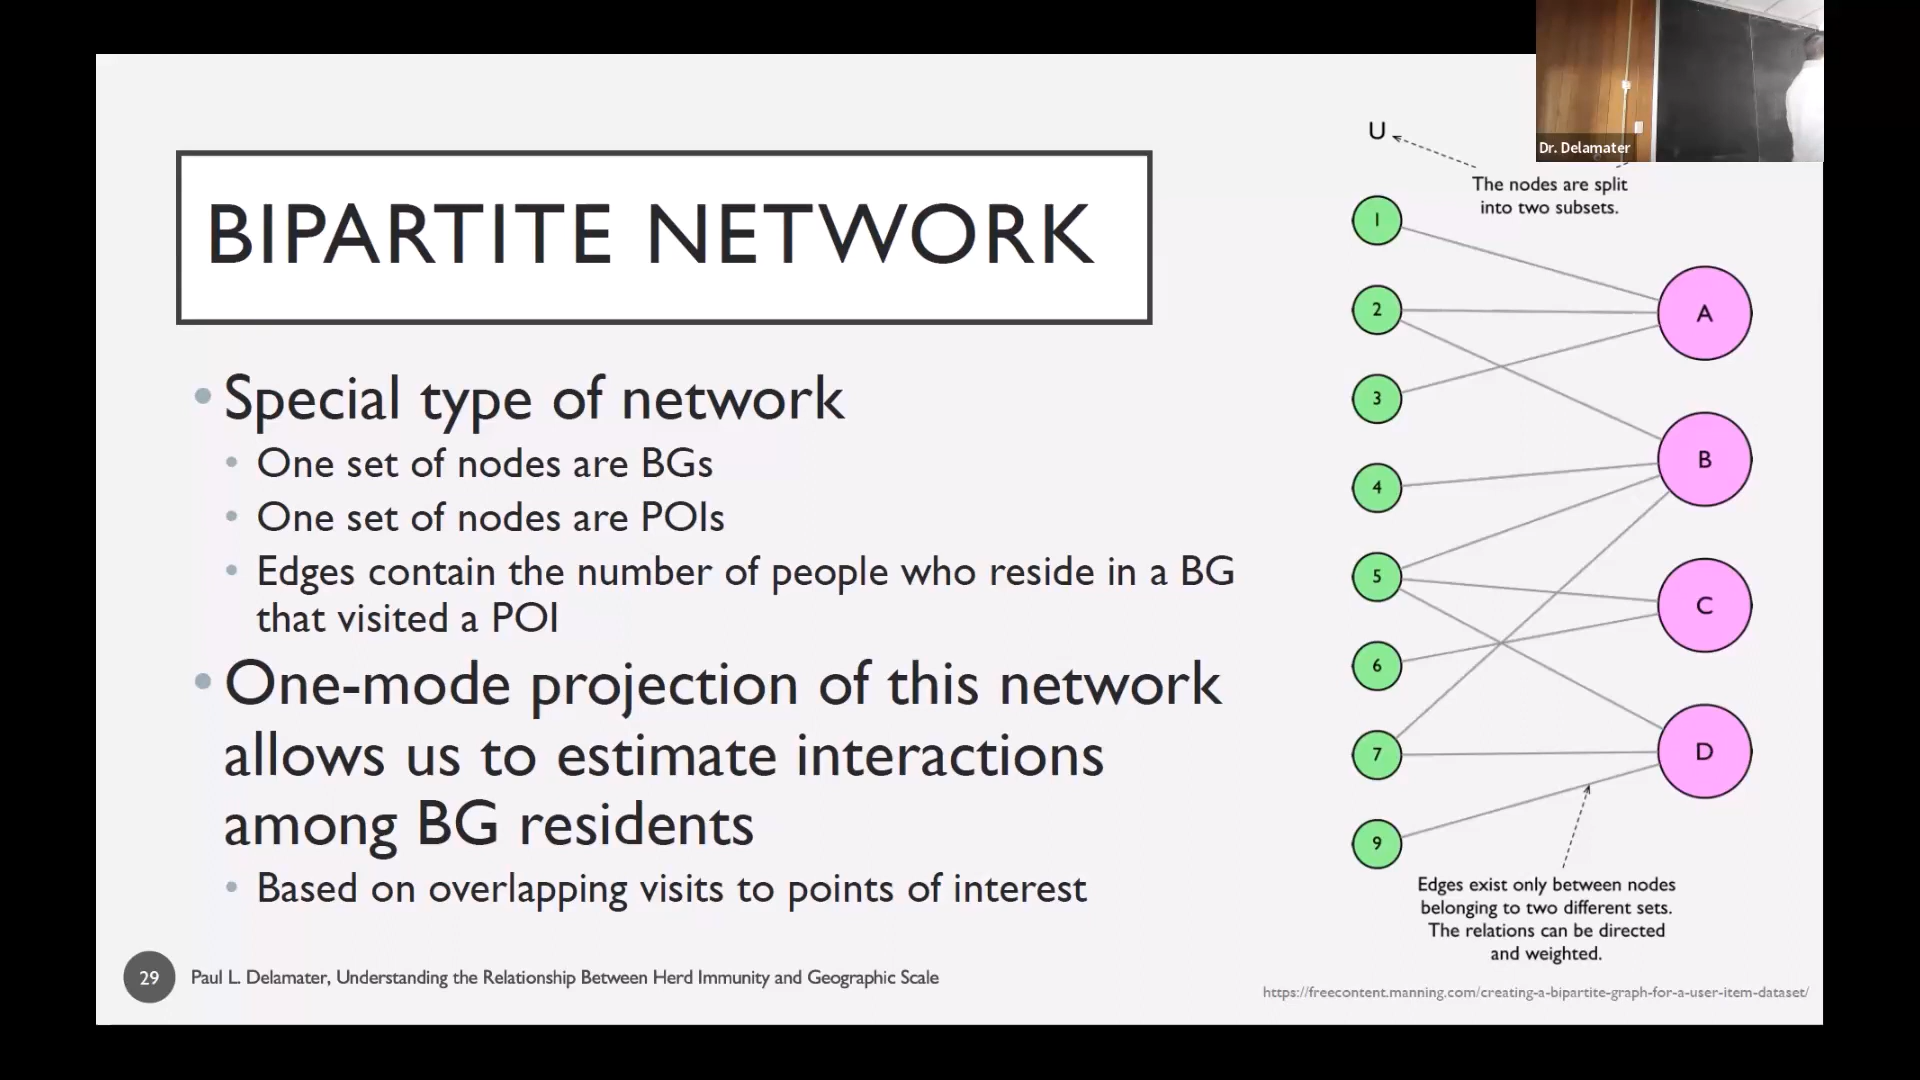 Dr. Delamater
BIPARTITE NETWORK
• Special type of network
• One set of nodes are BGs
• One set of nodes are POIs
• Edges contain the number of people who reside in a BG
that visited a POI
• One-mode projection of this network
allows us to estimate interactions
among BG residents
• Based on overlapping visits to points of interest
U
The nodes are split
into two subsets.
1
2
3
4
5
6
7
9
A
B
C
D
Edges exist only between nodes
belonging to two different sets.
The relations can be directed
and weighted.
29
Paul L. Delamater, Understanding the Relationship Between Herd Immunity and Geographic Scale
https://freecontent.manning.com/creating-a-bipartite-graph-for-a-user-item-dataset/